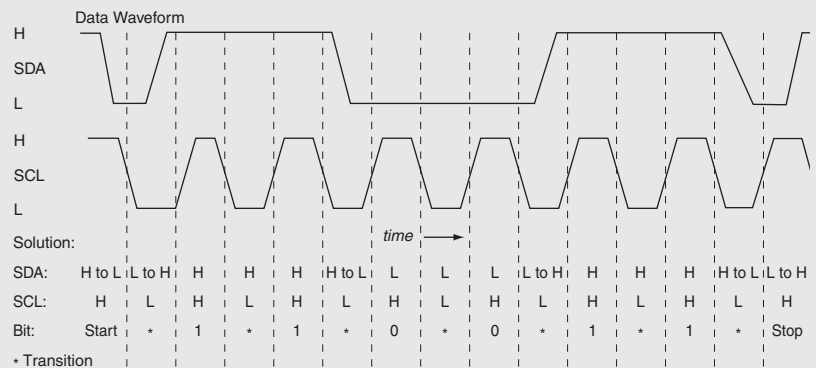 Data Waveform
H
SDA
L
H
SCL
L
Solution:
time
SDA: H to L L to H H H H H to L L L L L to H H H H H to L L to H
SCL: H L H L H L H L H L H L H L H
Bit: Start * 1 * 1 * 0 * 0 * 1 * 1 * Stop
* Transition